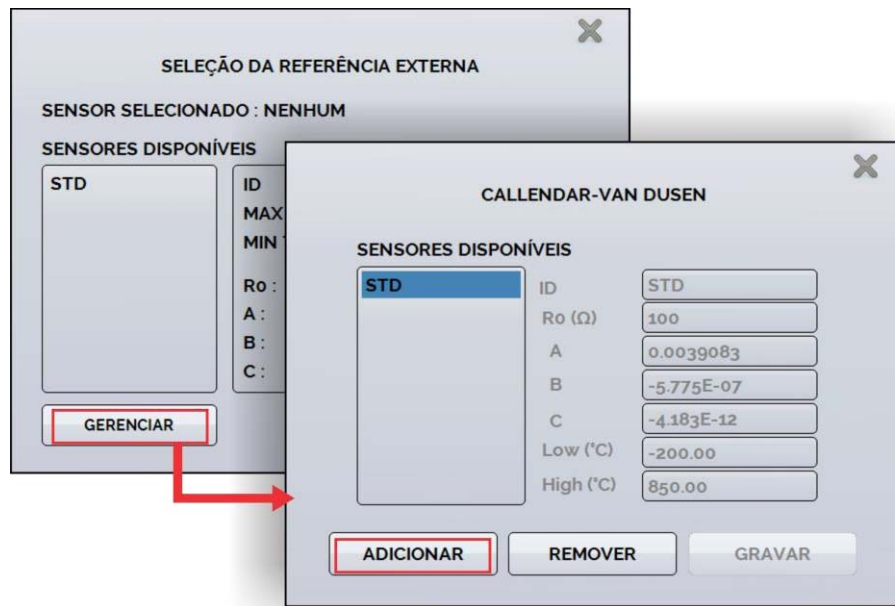 SELEÇÃO DA REFERÊNCIA EXTERNA
SENSOR SELECIONADO : NENHUM
SENSORES DISPONÍVEIS
STD
ID
MAX
MIN
Ro :
A :
B :
C :
GERENCIAR
CALLENDAR-VAN DUSEN
SENSORES DISPONÍVEIS
STD
ID STD
Ro (Ω) 100
A 0.0039083
B -5.775E-07
C -4.183E-12
Low (°C) -200.00
High (°C) 850.00
ADICIONAR REMOVER GRAVAR